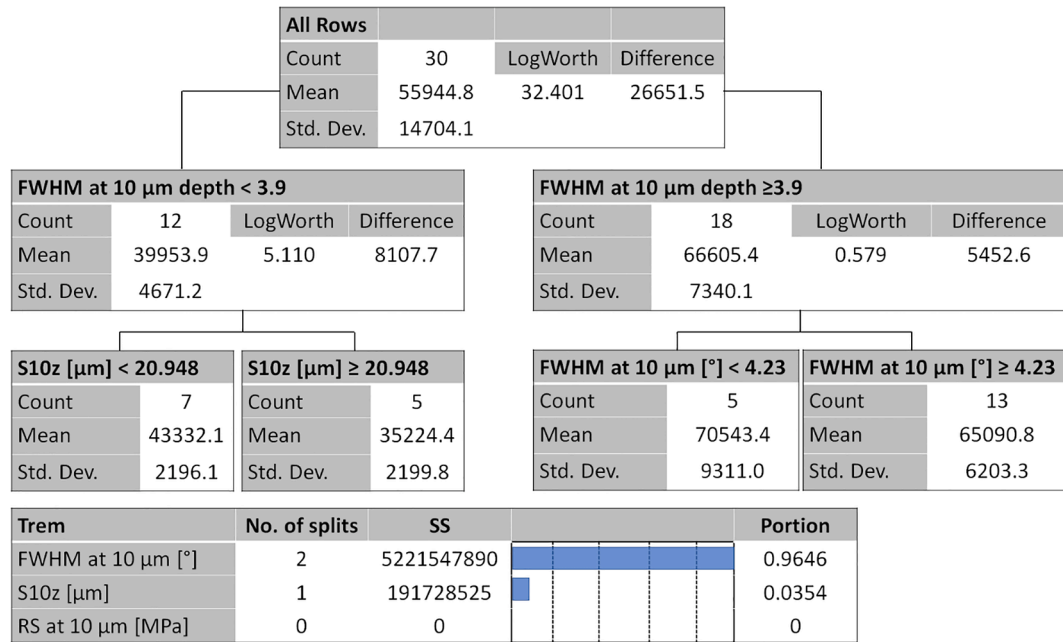 All Rows
Count 30 LogWorth Difference
Mean 55944.8 32.401 26651.5
Std. Dev. 14704.1
FWHM at 10 µm depth < 3.9
Count 12 LogWorth Difference
Mean 39953.9 5.110 8107.7
Std. Dev. 4671.2
FWHM at 10 µm depth ≥3.9
Count 18 LogWorth Difference
Mean 66605.4 0.579 5452.6
Std. Dev. 7340.1
S10z [µm] < 20.948
Count 7
Mean 43332.1
Std. Dev. 2196.1
S10z [µm] ≥ 20.948
Count 5
Mean 35224.4
Std. Dev. 2199.8
FWHM at 10 µm [°] < 4.23
Count 5
Mean 70543.4
Std. Dev. 9311.0
FWHM at 10 µm [°] ≥ 4.23
Count 13
Mean 65090.8
Std. Dev. 6203.3
Trem No. of splits SS Portion
FWHM at 10 µm [°] 2 5221547890 0.9646
S10z [µm] 1 191728525 0.0354
RS at 10 µm [MPa] 0 0 0